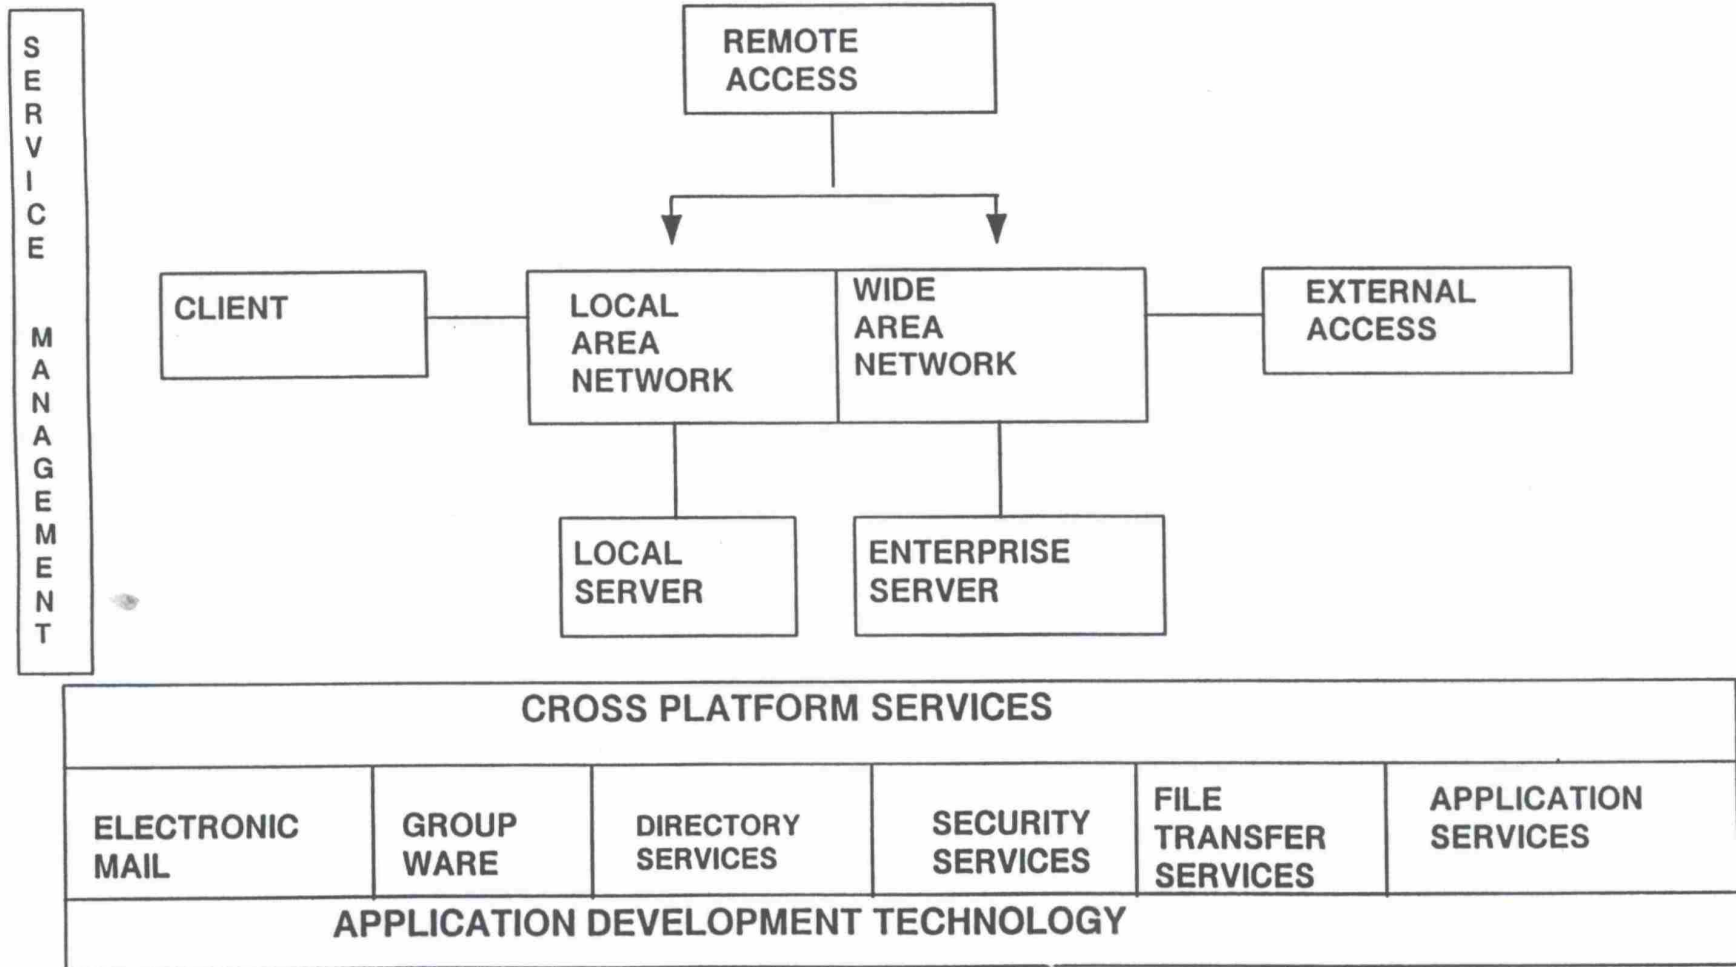 SERVICE MANAGEMENT
REMOTE
ACCESS
CLIENT
LOCAL
AREA
NETWORK
WIDE
AREA
NETWORK
EXTERNAL
ACCESS
LOCAL
SERVER
ENTERPRISE
SERVER
CROSS PLATFORM SERVICES
ELECTRONIC
MAIL
GROUP
WARE
DIRECTORY
SERVICES
SECURITY
SERVICES
FILE
TRANSFER
SERVICES
APPLICATION
SERVICES
APPLICATION DEVELOPMENT TECHNOLOGY